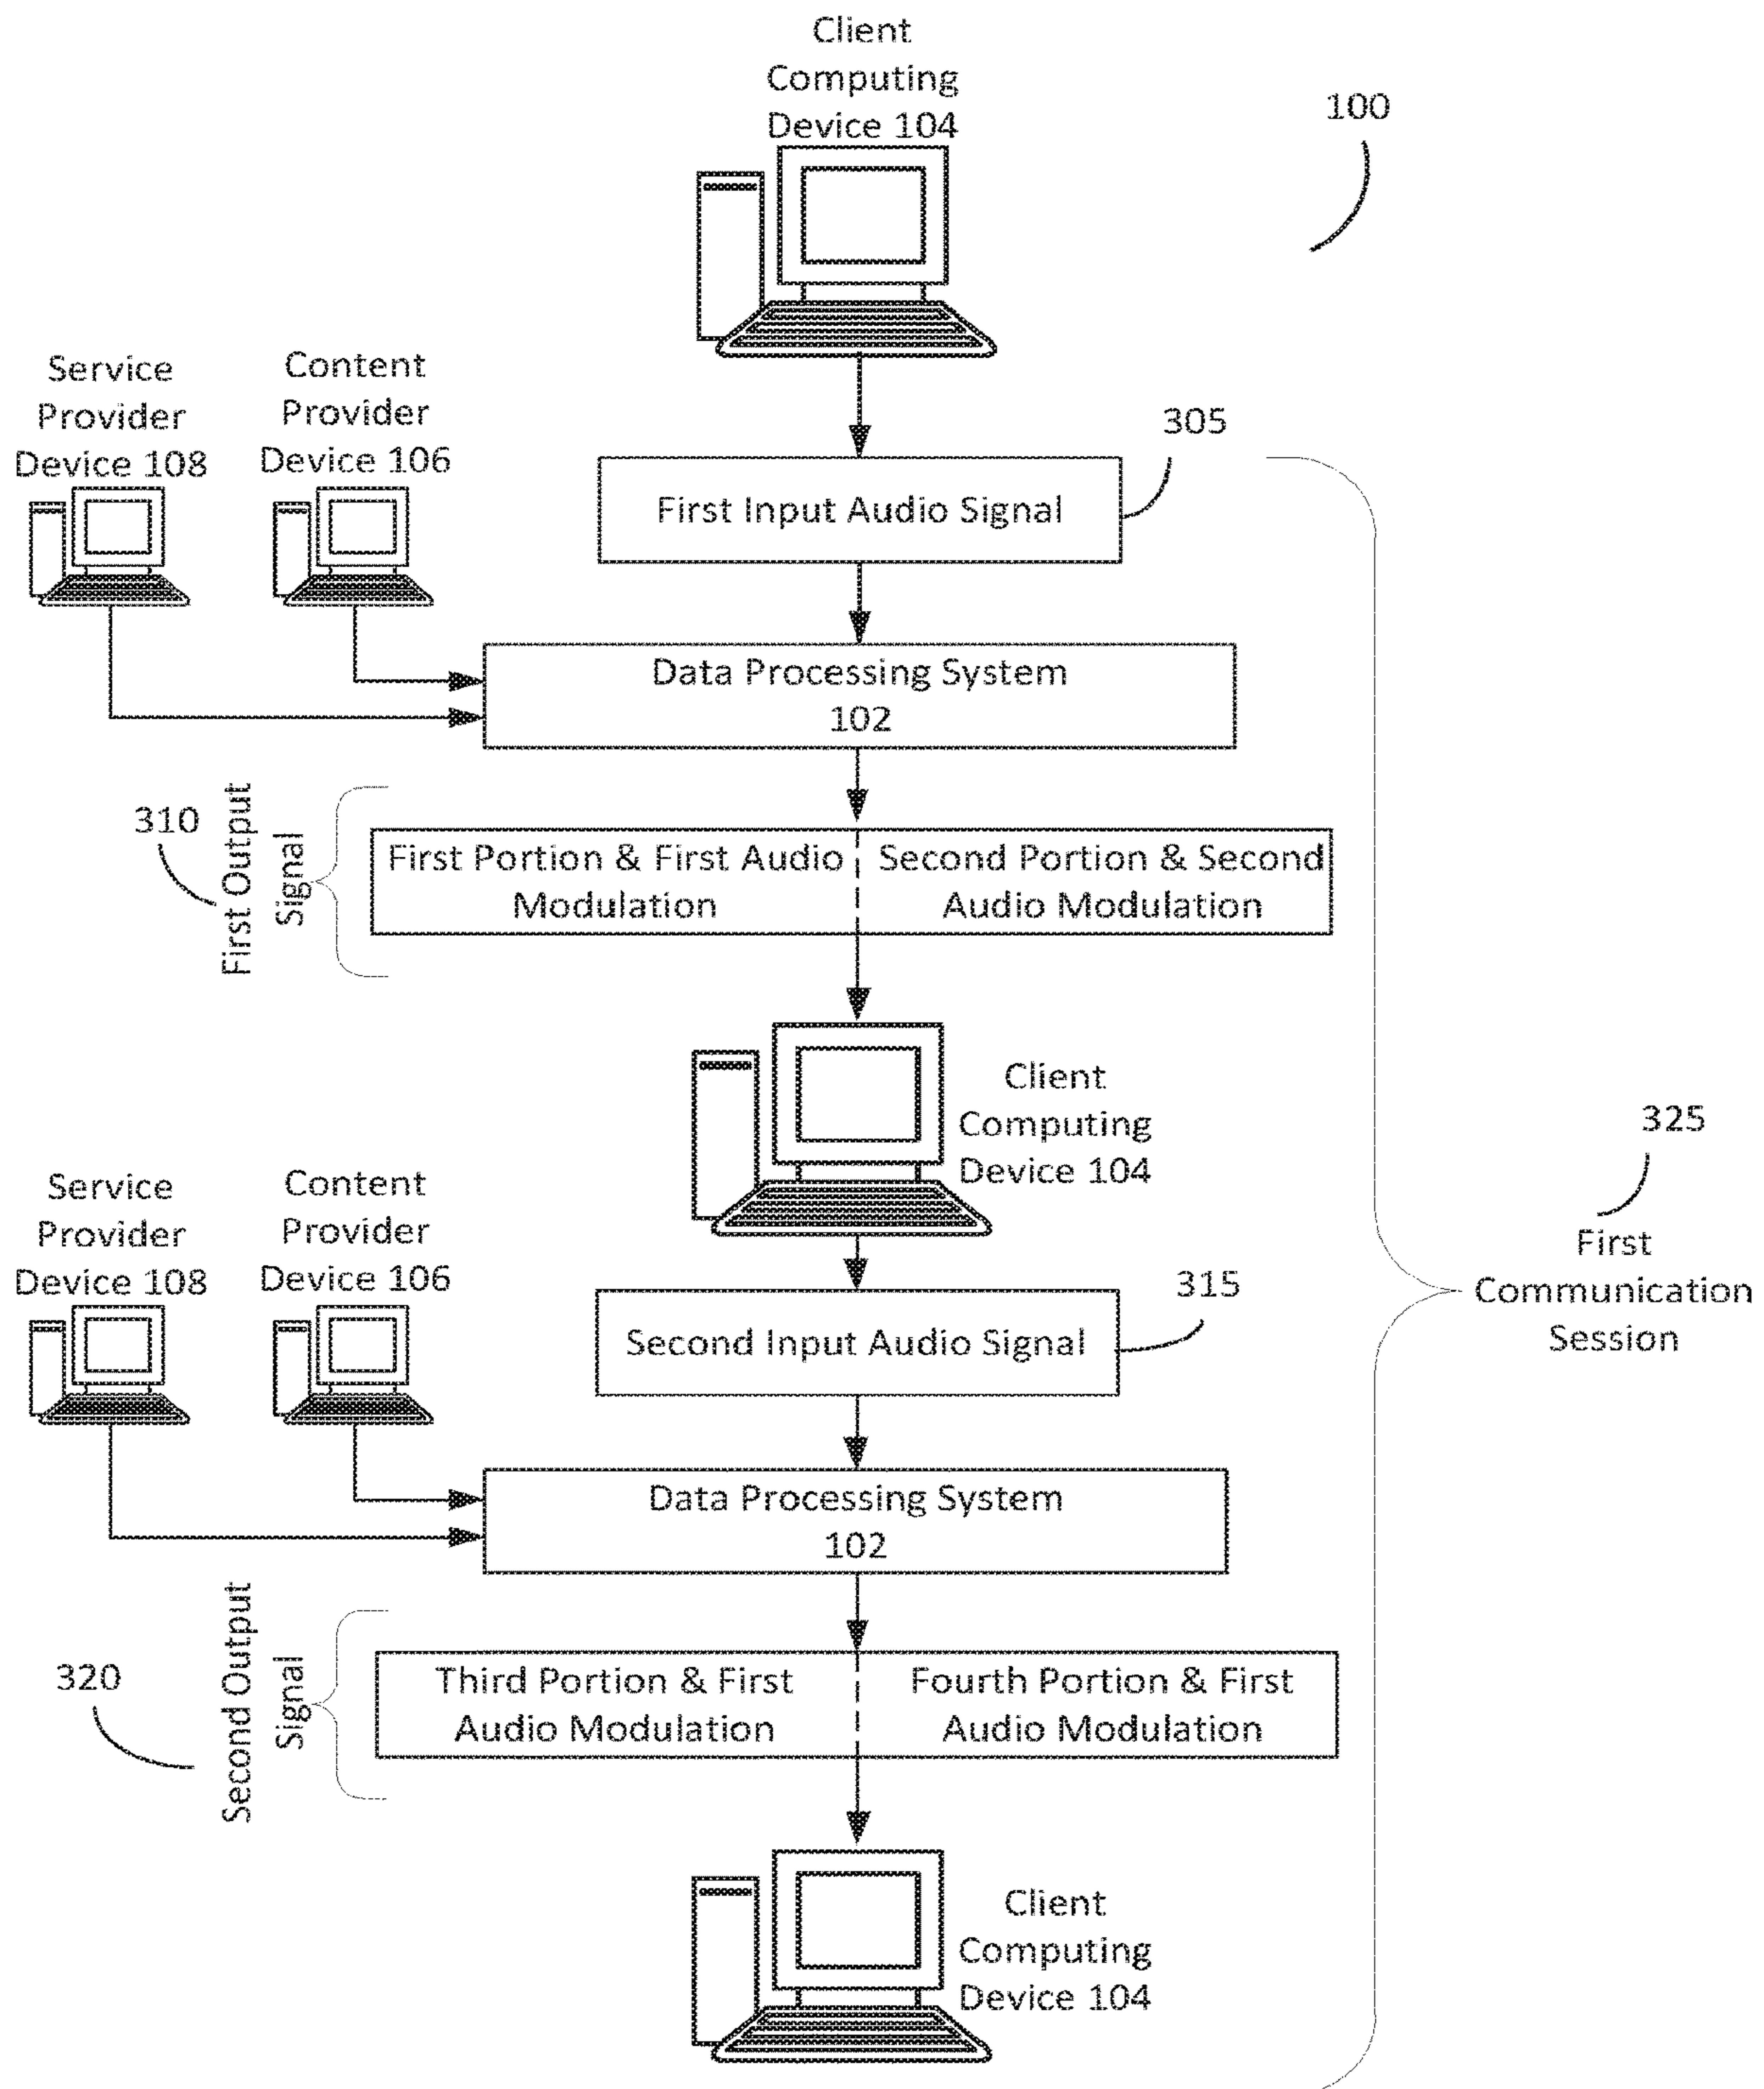 Client
Computing
Device 104
100
Service
Provider
Device 108
Content
Provider
Device 106
305
First Input Audio Signal
Data Processing System
102
310
First Output
Signal
First Portion & First Audio
Modulation
Second Portion & Second
Audio Modulation
Client
Computing
Device 104
325
First
Communication
Session
Service
Provider
Device 108
Content
Provider
Device 106
315
Second Input Audio Signal
Data Processing System
102
320
Second Output
Signal
Third Portion & First
Audio Modulation
Fourth Portion & First
Audio Modulation
Client
Computing
Device 104